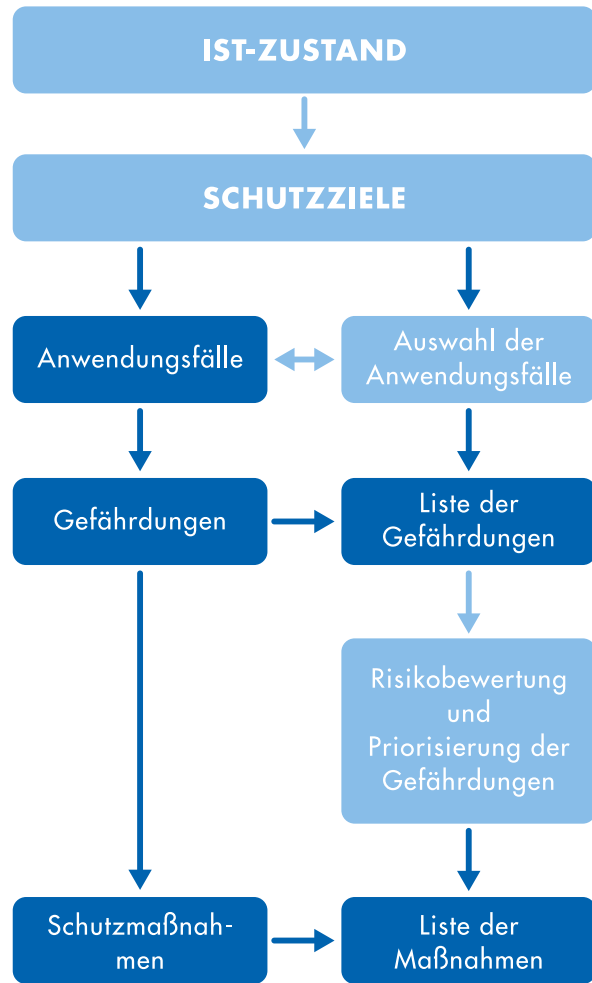 IST-ZUSTAND
SCHUTZZIELE
Anwendungsfälle
Auswahl der
Anwendungsfälle
Gefährdungen
Liste der
Gefährdungen
Risikobewertung
und
Priorisierung der
Gefährdungen
Schutzmaßnah-
men
Liste der
Maßnahmen